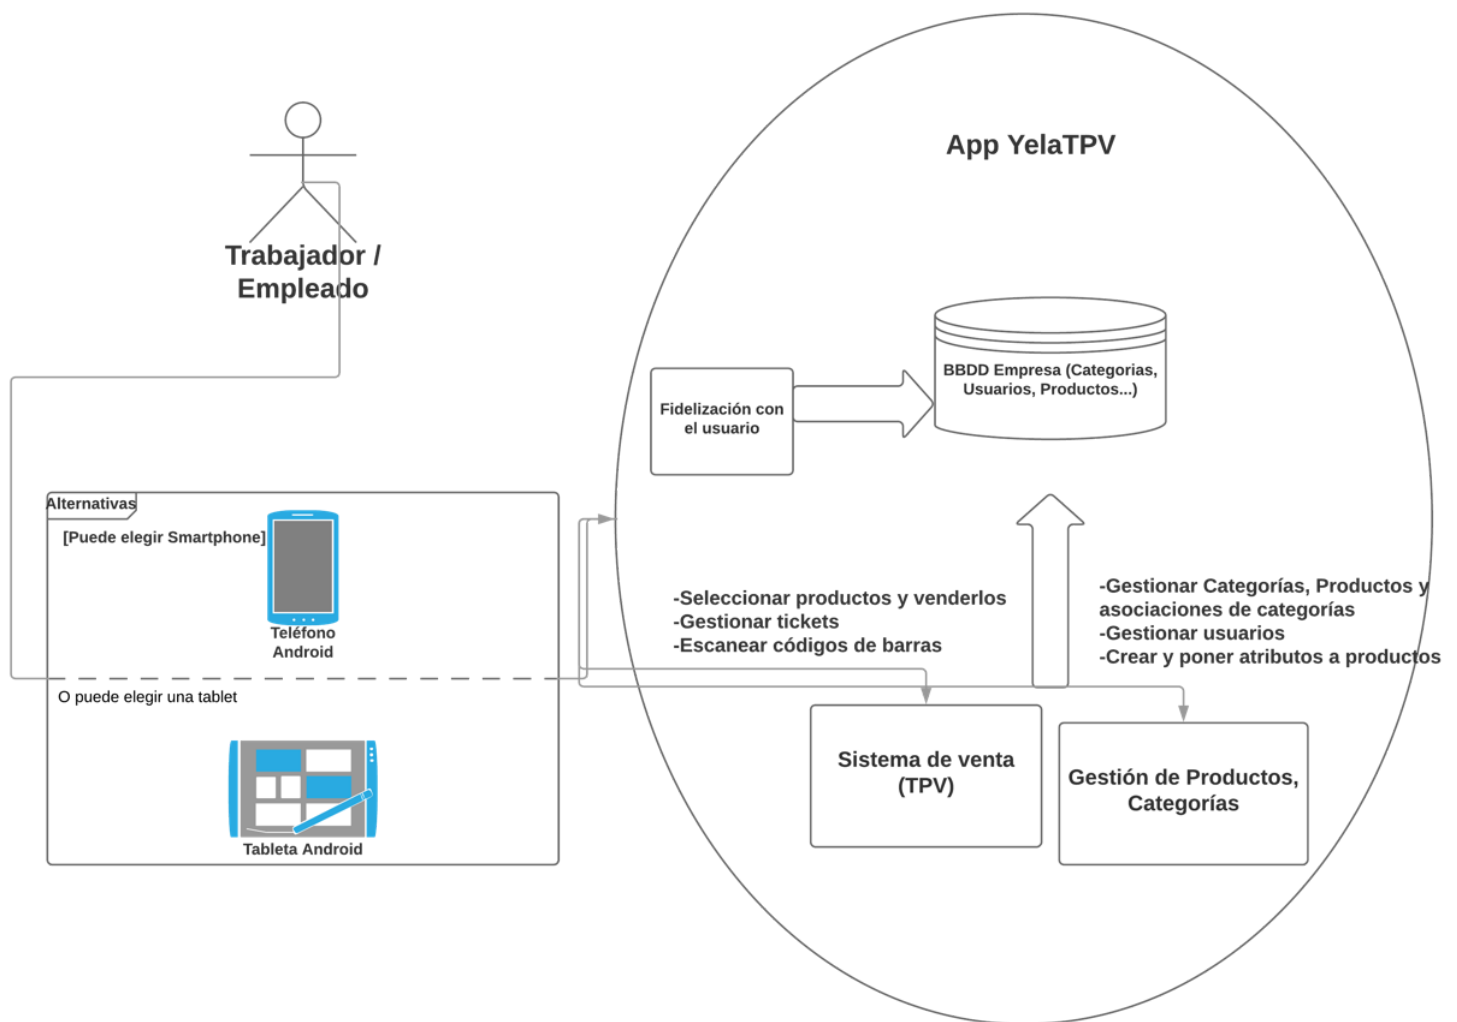 App YelaTPV
Trabajador /
Empleado
BBDD Empresa (Categorias,
Usuarios, Productos...)
Fidelización con
el usuario
Alternativas
[Puede elegir Smartphone]
Teléfono
Android
O puede elegir una tablet
Tableta Android
-Seleccionar productos y venderlos
-Gestionar tickets
-Escanear códigos de barras
-Gestionar Categorías, Productos y
asociaciones de categorías
-Gestionar usuarios
-Crear y poner atributos a productos
Sistema de venta
(TPV)
Gestión de Productos,
Categorías